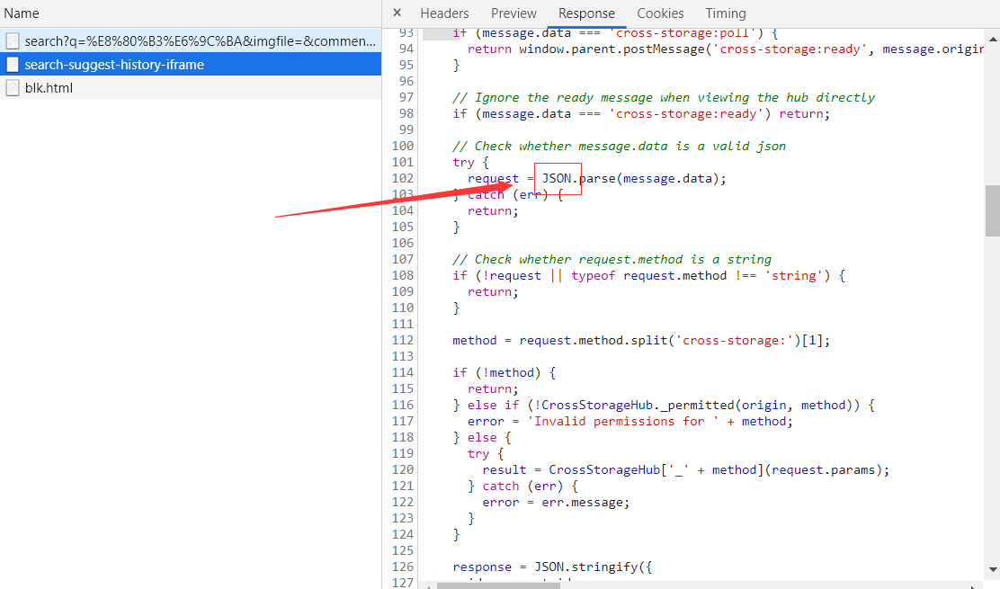 Name
search?q=%E8%80%B3%E6%9C%BA&imgfile=&commen...
search-suggest-history-iframe
blk.html
× Headers Preview Response Cookies Timing
93 if (message.data === 'cross-storage:poll') {
94 return window.parent.postMessage('cross-storage:ready', message.origin
95 }
96
97 // Ignore the ready message when viewing the hub directly
98 if (message.data === 'cross-storage:ready') return;
99
100 // Check whether message.data is a valid json
101 try {
102 request = JSON.parse(message.data);
103 } catch (err) {
104 return;
105 }
106
107 // Check whether request.method is a string
108 if (!request || typeof request.method !== 'string') {
109 return;
110 }
111
112 method = request.method.split('cross-storage:')[1];
113
114 if (!method) {
115 return;
116 } else if (!CrossStorageHub._permitted(origin, method)) {
117 error = 'Invalid permissions for ' + method;
118 } else {
119 try {
120 result = CrossStorageHub['_' + method](request.params);
121 } catch (err) {
122 error = err.message;
123 }
124 }
125
126 response = JSON.stringify({
127